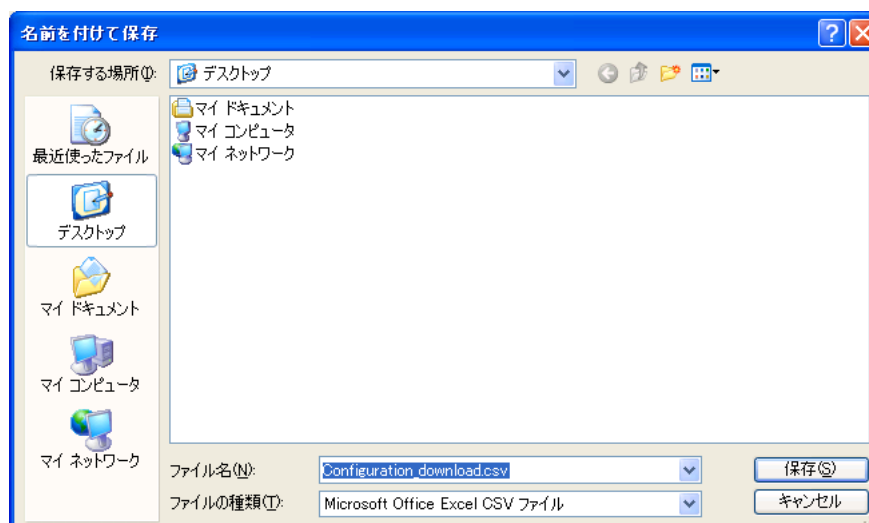 名前を付けて保存
保存する場所(I):
デスクトップ
マイ ドキュメント
マイ コンピュータ
マイ ネットワーク
最近使ったファイル
デスクトップ
マイ ドキュメント
マイ コンピュータ
マイ ネットワーク
ファイル名(N):
Configuration_download.csv
保存(S)
ファイルの種類(T):
Microsoft Office Excel CSV ファイル
キャンセル